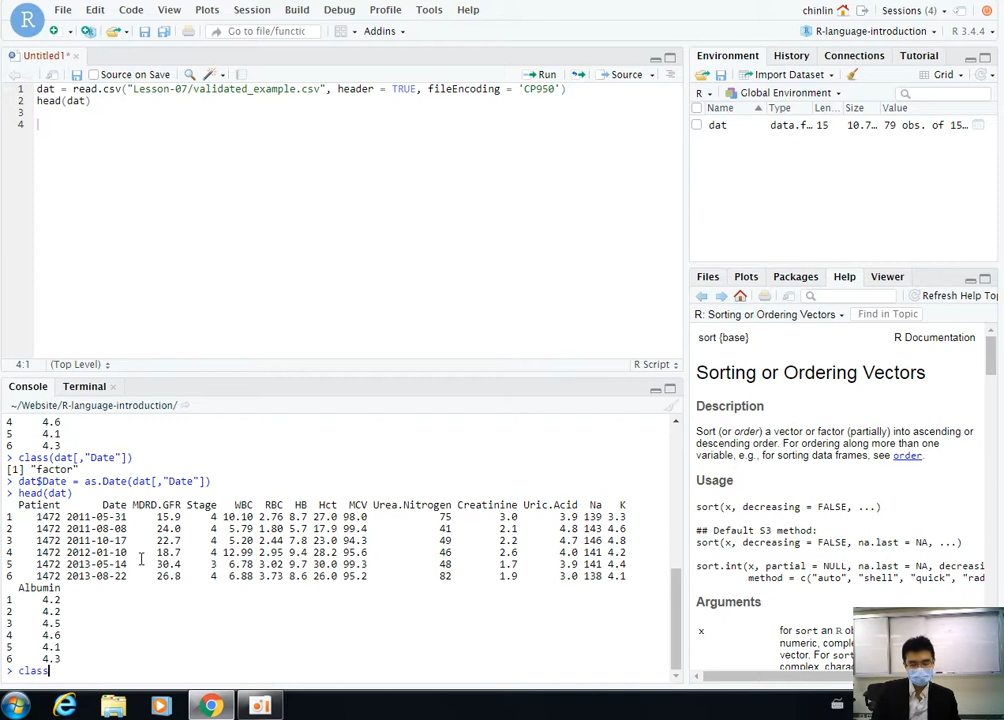 File Edit Code View Plots Session Build Debug Profile Tools Help
chinlin Sessions (4)
R
Go to file/functic
Addins
R-language-introduction R 3.4.4
Untitled1*
Environment History Connections Tutorial
Source on Save Run Source
Import Dataset Grid
1 dat = read.csv("Lesson-07/validated_example.csv", header = TRUE, fileEncoding = 'CP950')
2 head(dat)
3
4
R Global Environment
Name Type Len... Size Value
dat data.f... 15 10.7... 79 obs. of 15...
Files Plots Packages Help Viewer
Refresh Help Top
R: Sorting or Ordering Vectors Find in Topic
sort {base} R Documentation
Sorting or Ordering Vectors
Description
Sort (or order) a vector or factor (partially) into ascending or
descending order. For ordering along more than one
variable, e.g., for sorting data frames, see order.
Usage
sort(x, decreasing = FALSE, ...)
## Default S3 method:
sort(x, decreasing = FALSE, na.last = NA, ...)
sort.int(x, partial = NULL, na.last = NA, decreasi
method = c("auto", "shell", "quick", "rad
Arguments
x for sort an R ob
numeric, comple
vector. For sort
complex, charac
4:1 (Top Level) R Script
Console Terminal
~/Website/R-language-introduction/
4 4.6
5 4.1
6 4.3
> class(dat[,"Date"])
[1] "factor"
> dat$Date = as.Date(dat[,"Date"])
> head(dat)
Patient Date MDRD.GFR Stage WBC RBC HB Hct MCV Urea.Nitrogen Creatinine Uric.Acid Na K
1 1472 2011-05-31 15.9 4 10.10 2.76 8.7 27.0 98.0 75 3.0 3.9 139 3.3
2 1472 2011-08-08 24.0 4 5.79 1.80 5.7 17.9 99.4 41 2.1 4.8 143 4.6
3 1472 2011-10-17 22.7 4 5.20 2.44 7.8 23.0 94.3 49 2.2 4.7 146 4.8
4 1472 2012-01-10 18.7 4 12.99 2.95 9.4 28.2 95.6 46 2.6 4.0 141 4.2
5 1472 2013-05-14 30.4 3 6.78 3.02 9.7 30.0 99.3 48 1.7 3.9 141 4.4
6 1472 2013-08-22 26.8 4 6.88 3.73 8.6 26.0 95.2 82 1.9 3.0 138 4.1
Albumin
1 4.2
2 4.2
3 4.5
4 4.6
5 4.1
6 4.3
> class